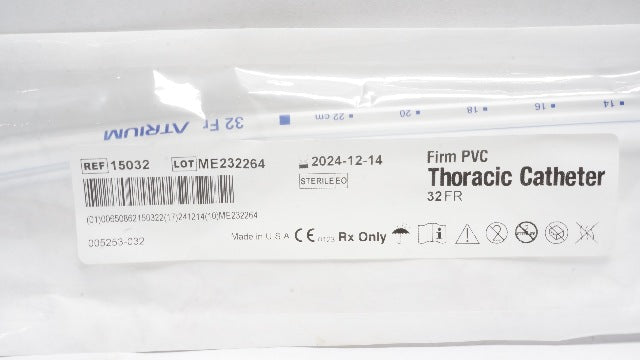 32 Fr ATRIUM
22 cm
20
18
16
14
REF 15032 LOT ME232264
2024-12-14
STERILE EO
Firm PVC
Thoracic Catheter
32FR
(01)00650862150322(17)241214(10)ME232264
005253-032
Made in U.S.A. CE 0123 Rx Only